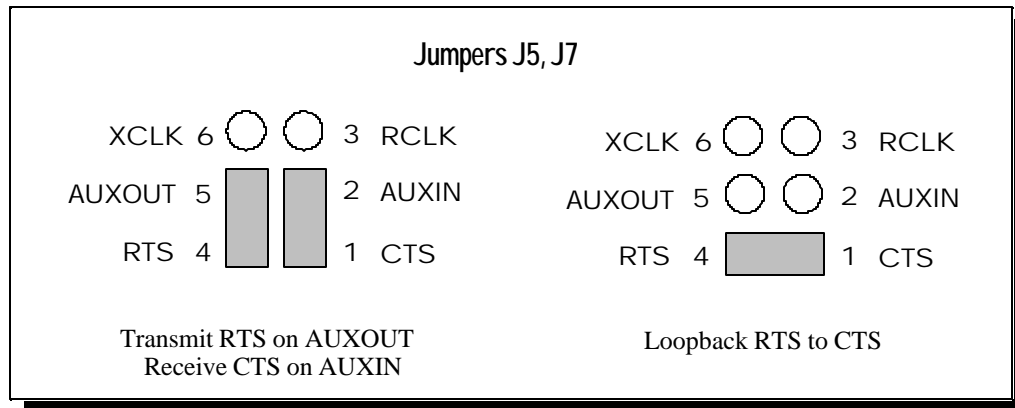 Jumpers J5, J7
XCLK 6 3 RCLK
AUXOUT 5 2 AUXIN
RTS 4 1 CTS
Transmit RTS on AUXOUT
Receive CTS on AUXIN
XCLK 6 3 RCLK
AUXOUT 5 2 AUXIN
RTS 4 1 CTS
Loopback RTS to CTS